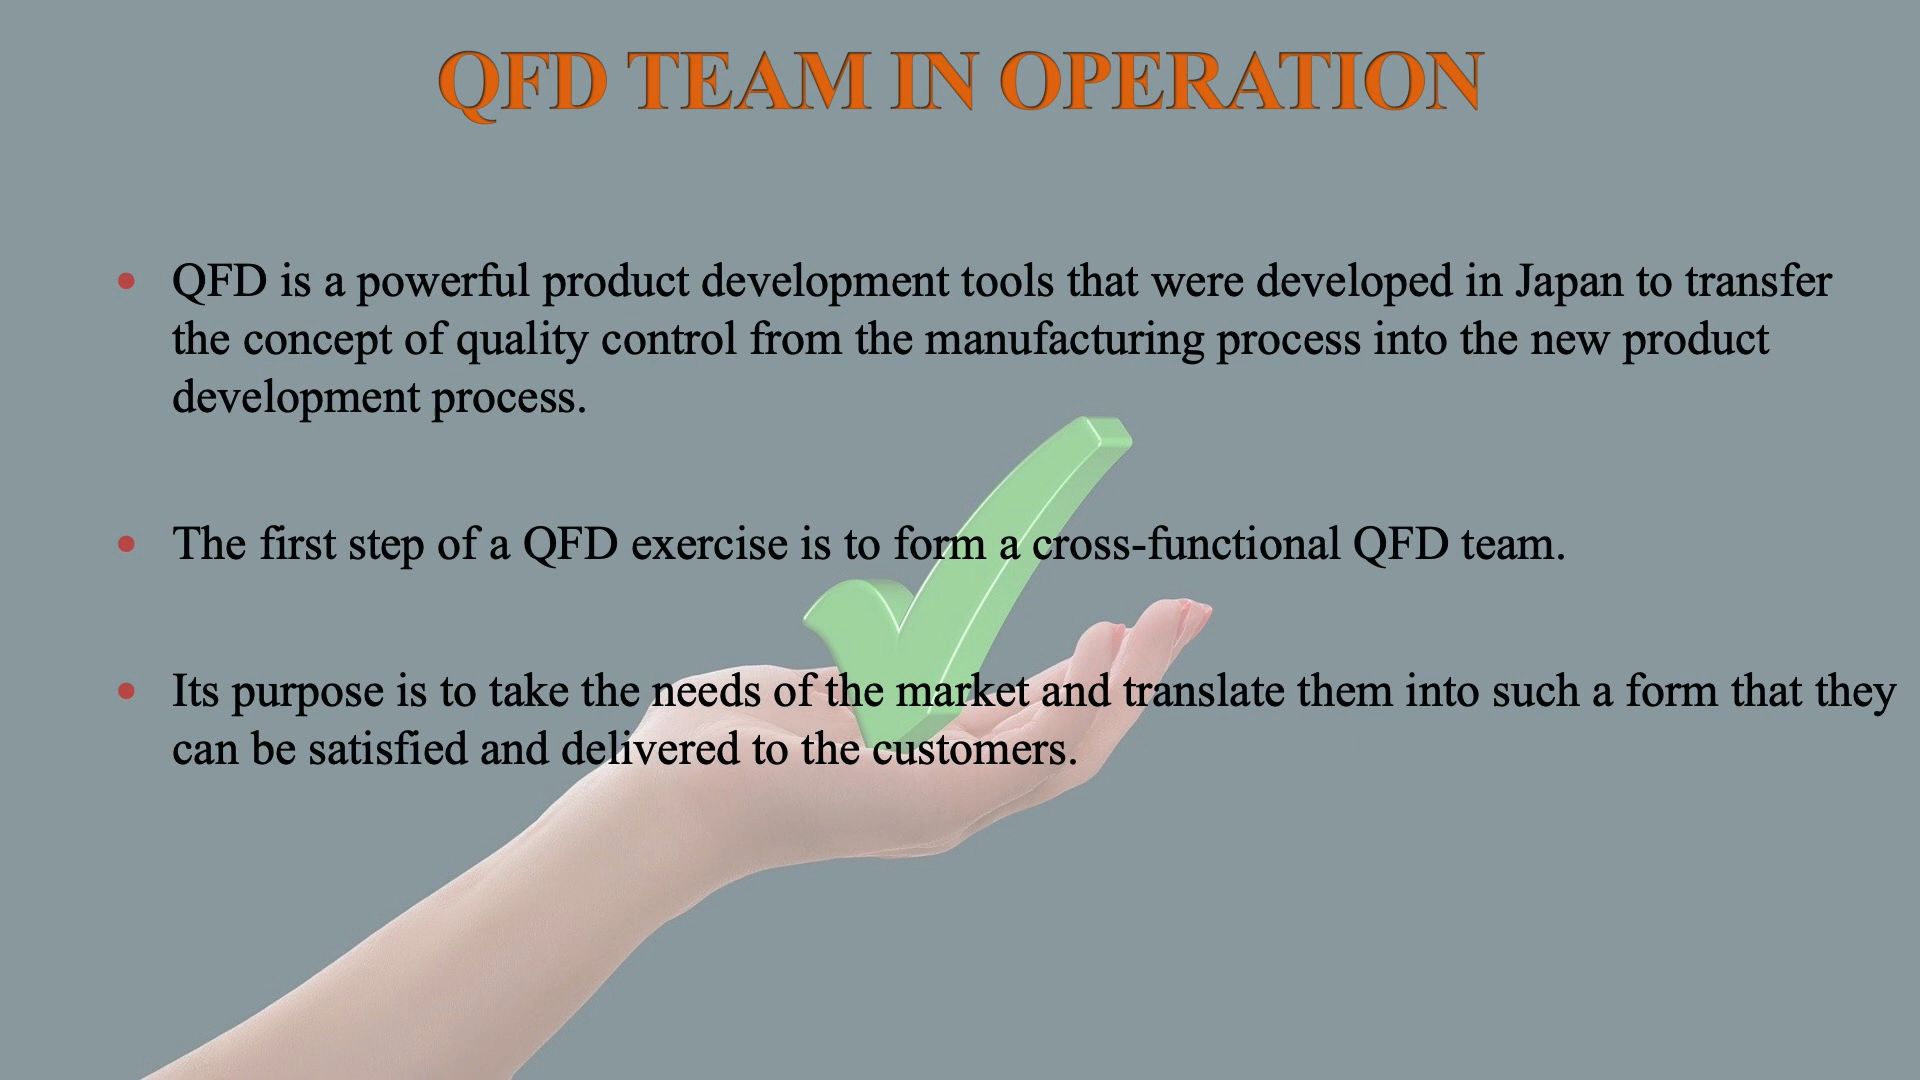 QFD TEAM IN OPERATION
• QFD is a powerful product development tools that were developed in Japan to transfer
the concept of quality control from the manufacturing process into the new product
development process.
• The first step of a QFD exercise is to form a cross-functional QFD team.
• Its purpose is to take the needs of the market and translate them into such a form that they
can be satisfied and delivered to the customers.